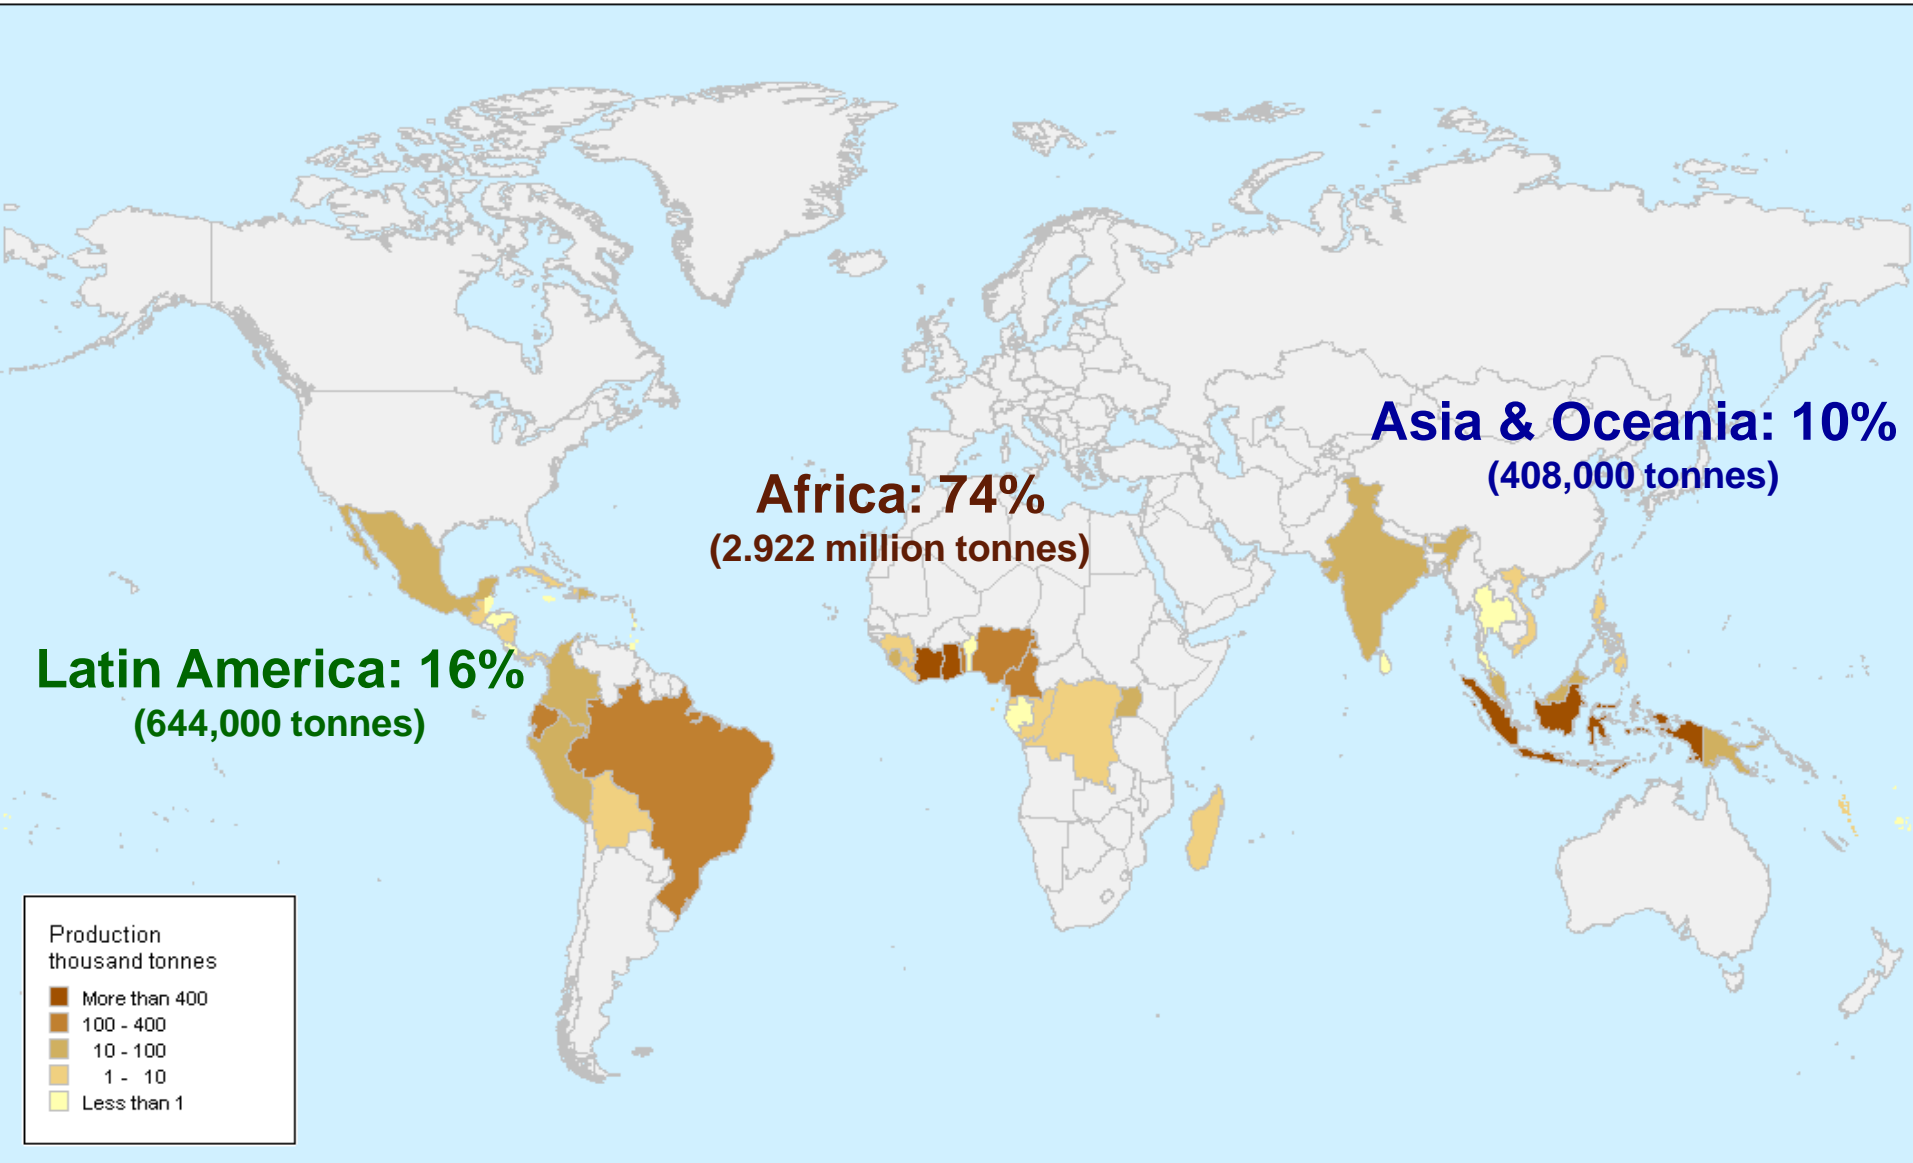 Asia & Oceania: 10%
(408,000 tonnes)
Africa: 74%
(2.922 million tonnes)
Latin America: 16%
(644,000 tonnes)
Production
thousand tonnes
More than 400
100 - 400
10 - 100
1 - 10
Less than 1